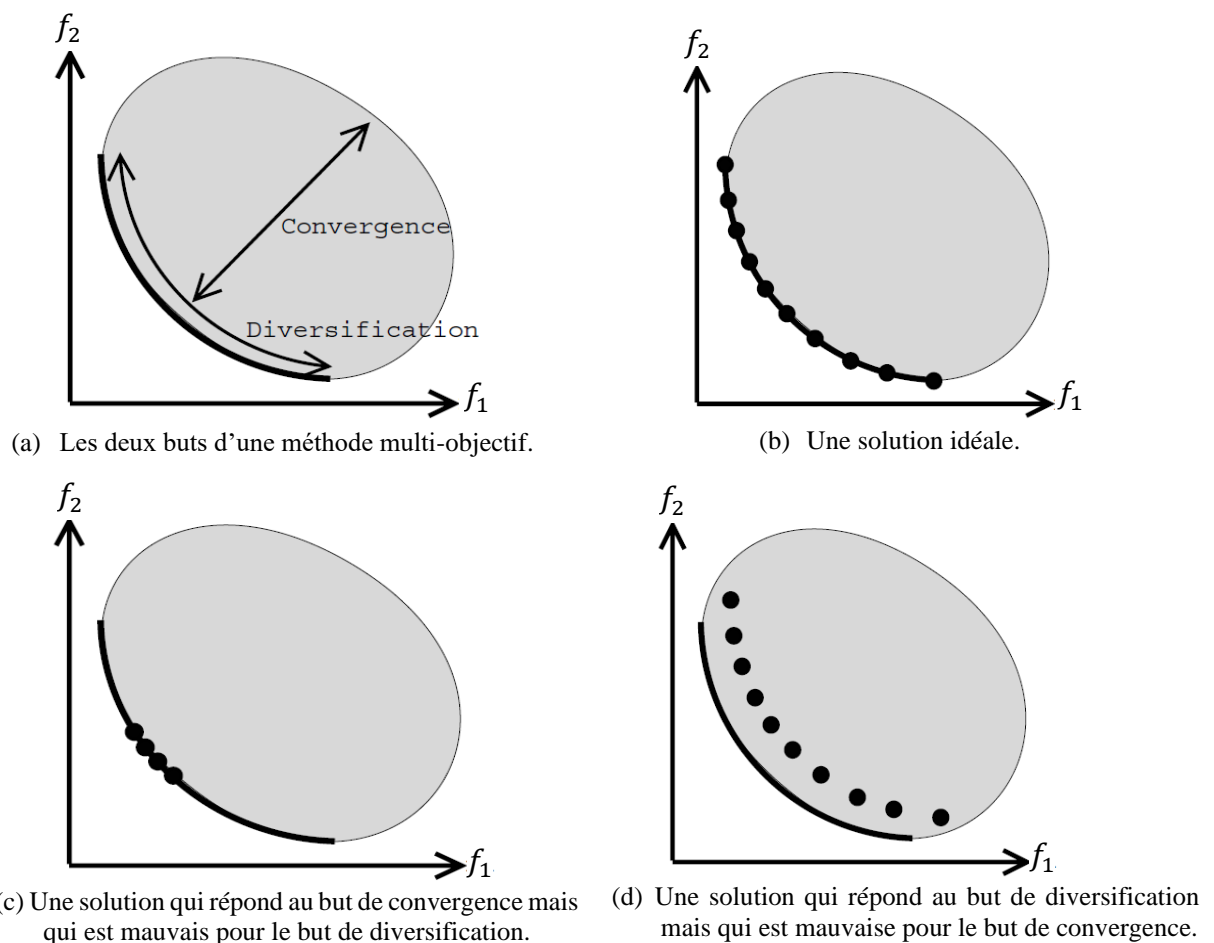 f2
Convergence
Diversification
f1
(a) Les deux buts d’une méthode multi-objectif.
f2
f1
(b) Une solution idéale.
f2
f1
(c) Une solution qui répond au but de convergence mais
qui est mauvais pour le but de diversification.
f2
f1
(d) Une solution qui répond au but de diversification
mais qui est mauvaise pour le but de convergence.